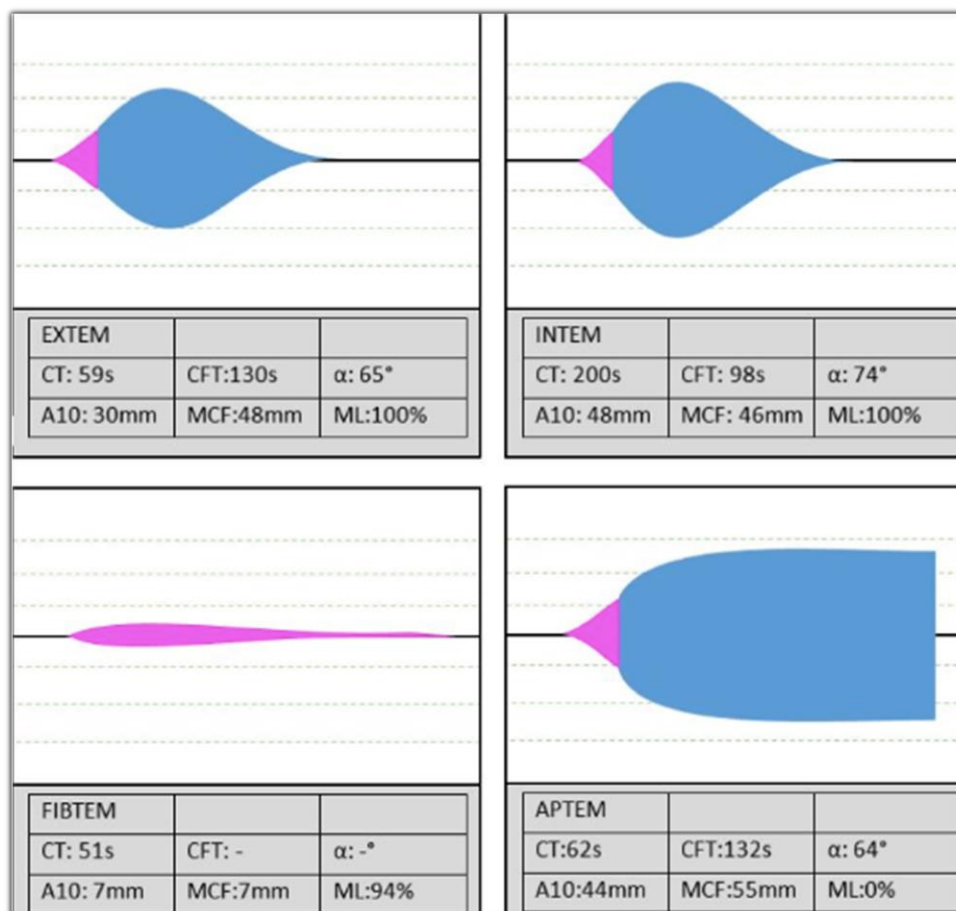 EXTEM
CT: 59s CFT:130s α: 65°
A10: 30mm MCF:48mm ML:100%
INTEM
CT: 200s CFT: 98s α: 74°
A10: 48mm MCF: 46mm ML:100%
FIBTEM
CT: 51s CFT: - α: -°
A10: 7mm MCF:7mm ML:94%
APTEM
CT:62s CFT:132s α: 64°
A10:44mm MCF:55mm ML:0%